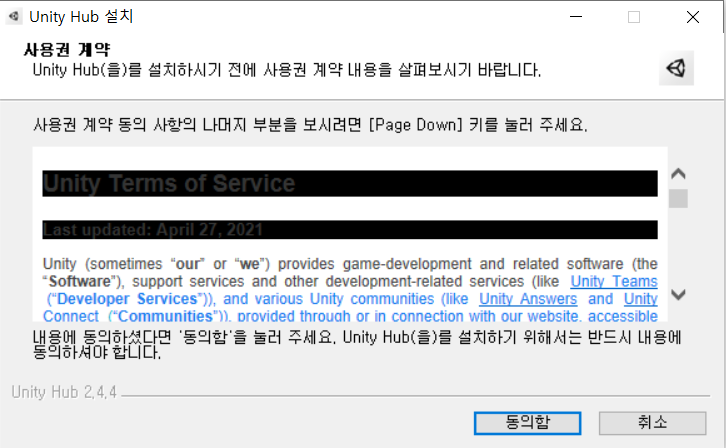 Unity Hub 설치
사용권 계약
Unity Hub(을)를 설치하시기 전에 사용권 계약 내용을 살펴보시기 바랍니다.
사용권 계약 동의 사항의 나머지 부분을 보시려면 [Page Down] 키를 눌러 주세요.
Unity Terms of Service
Last updated: April 27, 2021
Unity (sometimes “our” or “we”) provides game-development and related software (the
“Software”), support services and other development-related services (like Unity Teams
(“Developer Services”)), and various Unity communities (like Unity Answers and Unity
Connect (“Communities”)), provided through or in connection with our website, accessible
내용에 동의하셨다면 '동의함'을 눌러 주세요. Unity Hub(을)를 설치하기 위해서는 반드시 내용에
동의하셔야 합니다.
Unity Hub 2.4.4
동의함
취소